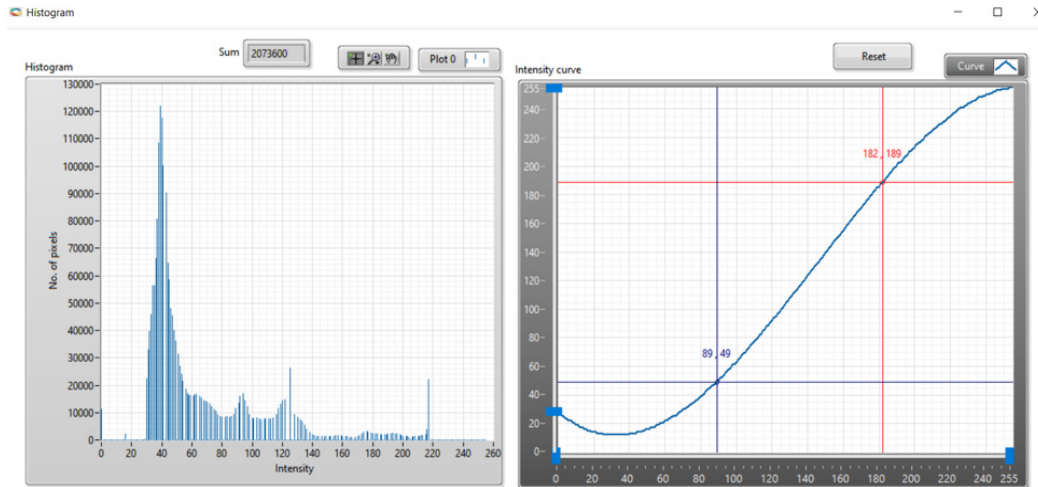 Histogram
Sum 2073600
Plot 0
Reset
Curve
Histogram
Intensity curve
130000
120000
110000
100000
90000
80000
70000
60000
50000
40000
30000
20000
10000
0
No. of pixels
0 20 40 60 80 100 120 140 160 180 200 220 240 260
Intensity
255
240
220
200
180
160
140
120
100
80
60
40
20
0
182 , 189
89 , 49
0 20 40 60 80 100 120 140 160 180 200 220 240 255